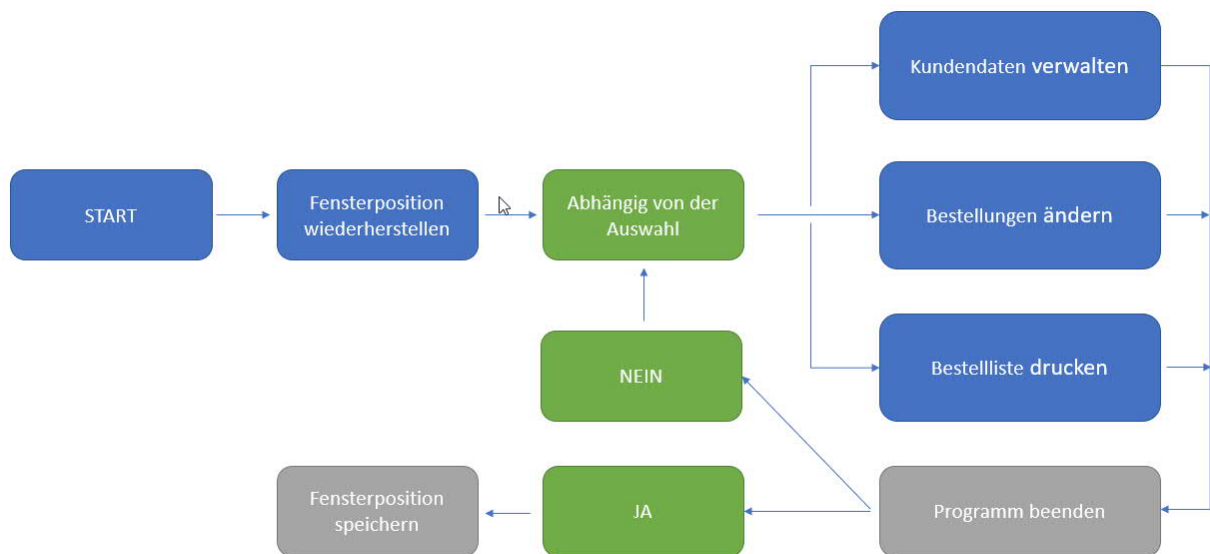 Kundendaten verwalten
START
Fensterposition
wiederherstellen
Abhängig von der
Auswahl
Bestellungen ändern
NEIN
Bestellliste drucken
Fensterposition
speichern
JA
Programm beenden